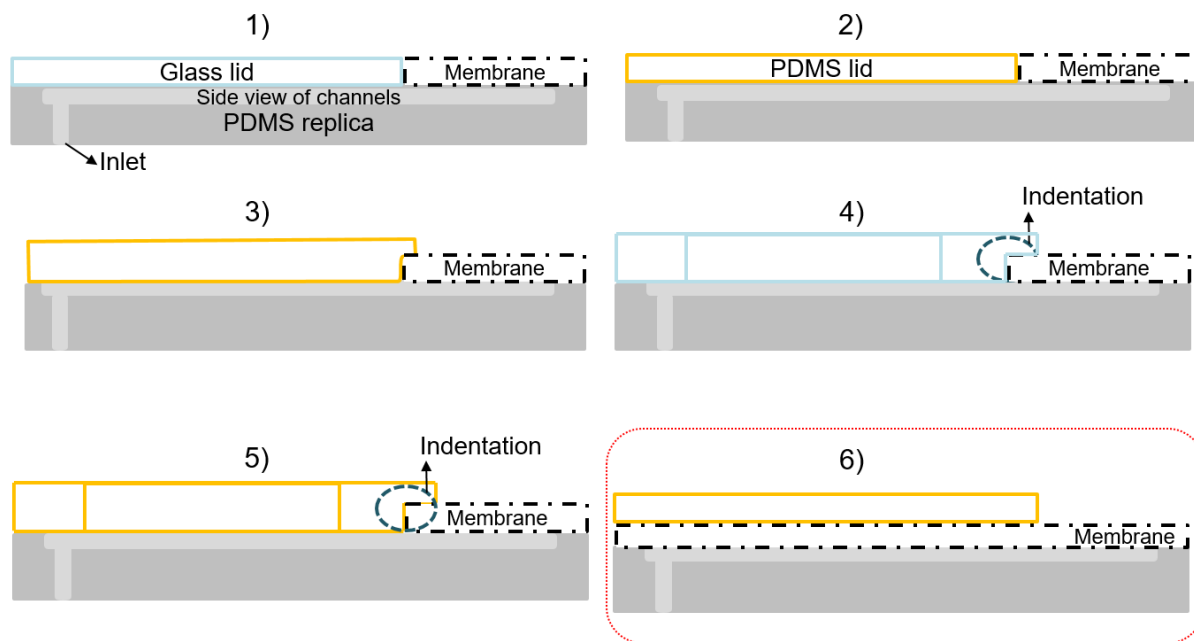 1)
Glass lid
Membrane
Side view of channels
PDMS replica
Inlet
2)
PDMS lid
Membrane
3)
Membrane
4)
Indentation
Membrane
5)
Indentation
Membrane
6)
Membrane